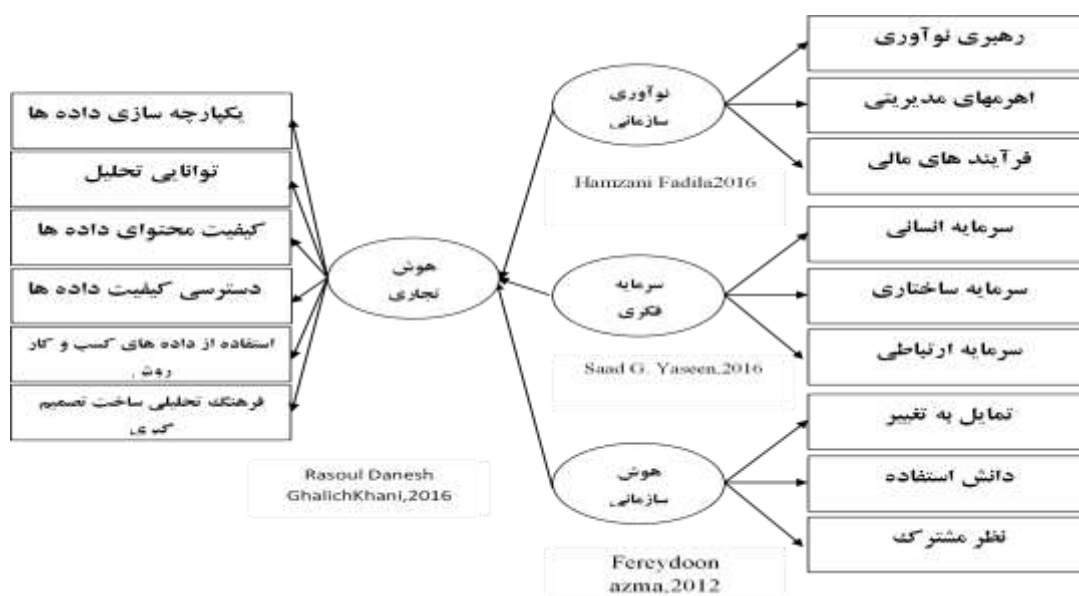 رهبری نوآوری
اهرمهای مدیریتی
فرآیند های مالی
نوآوری
سازمانی
Hamzani Fadila2016
سرمایه انسانی
سرمایه ساختاری
سرمایه ارتباطی
سرمایه
فکری
Saad G. Yaseen,2016
تمایل به تغییر
دانش استفاده
نظر مشترک
هوش
سازمانی
Fereydoon
azma,2012
هوش
تجاری
یکپارچه سازی داده ها
توانایی تحلیل
کیفیت محتوای داده ها
دسترسی کیفیت داده ها
استفاده از داده های کسب و کار
روش
فرهنگ تحلیلی ساخت تصمیم
گیری
Rasoul Danesh
GhalichKhani,2016